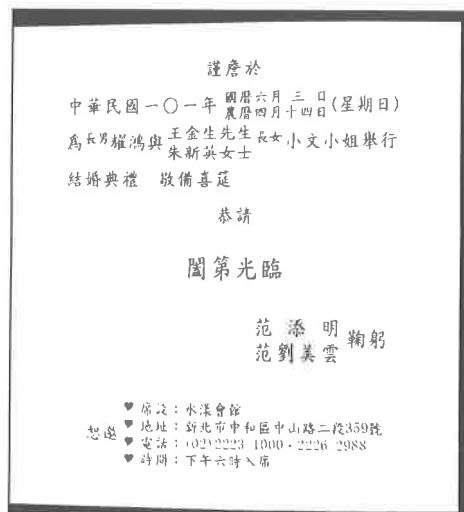 謹詹於
中華民國一〇一年 國曆六月三日 農曆四月十四日 (星期日)
為長男耀鴻與 王金生先生 朱新英女士 長女小文小姐舉行
結婚典禮 敬備喜筵
恭請
闔第光臨
范添明
范劉美雲 鞠躬
恕邀
♥ 席設：水漾會館
♥ 地址：新北市中和區中山路二段359號
♥ 電話：(02)2223-1000・2226-2988
♥ 時間：下午六時入席